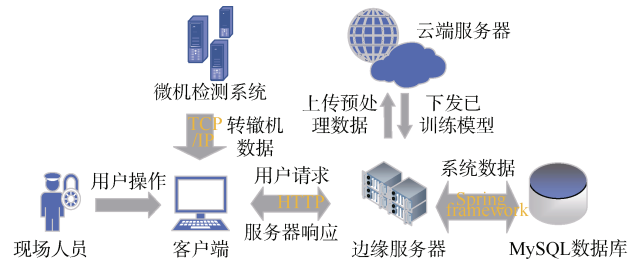 云端服务器
微机检测系统
上传预处
理数据
下发已
训练模型
TCP
/IP
转辙机
数据
用户操作
用户请求
HTTP
服务器响应
系统数据
Spring
framework
现场人员
客户端
边缘服务器
MySQL数据库